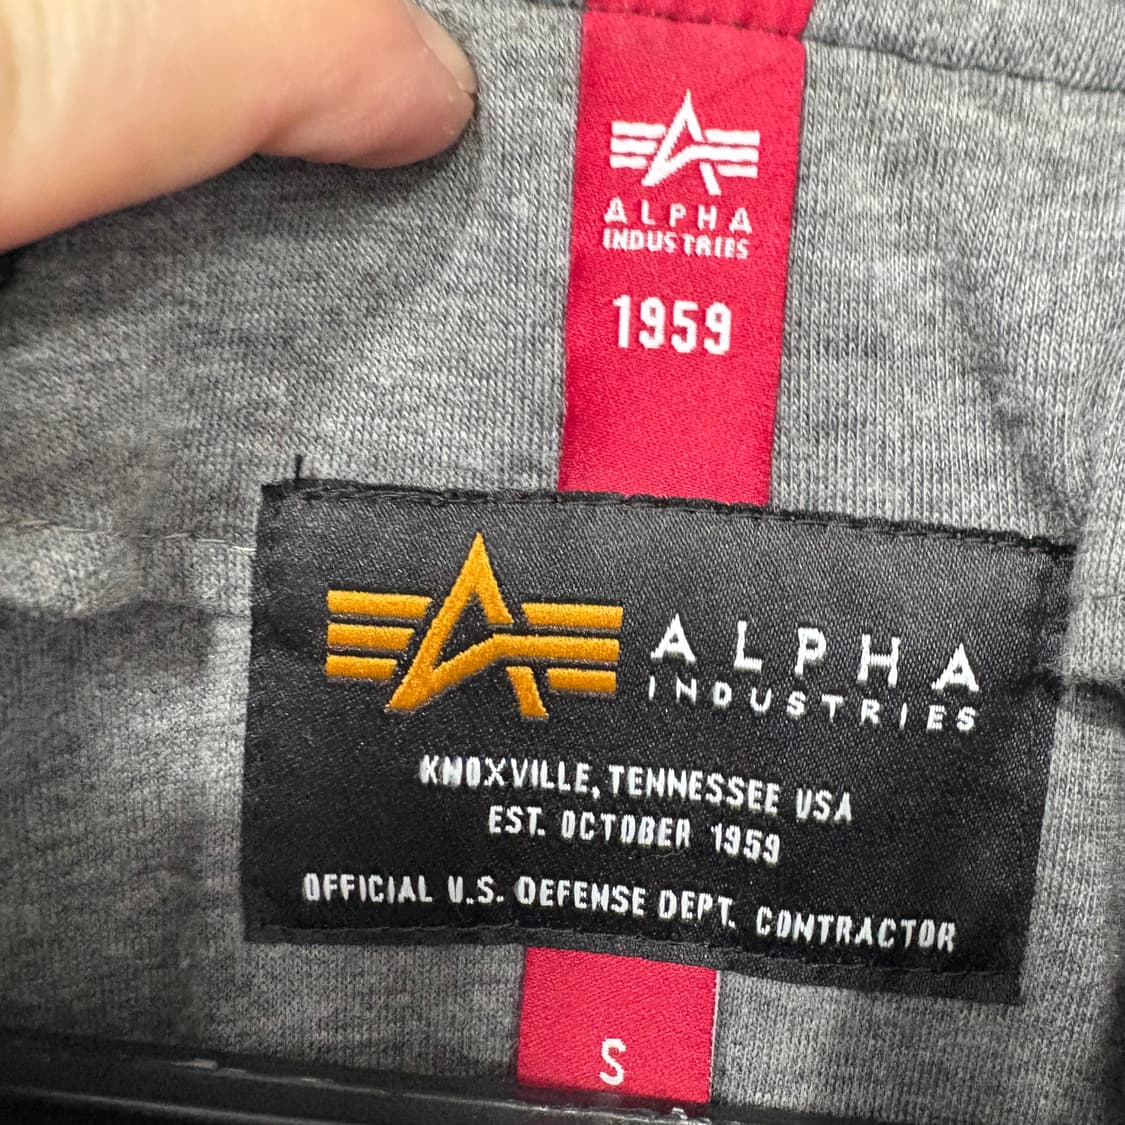 ALPHA
INDUSTRIES
1959
ALPHA
INDUSTRIES
KNOXVILLE, TENNESSEE USA
EST. OCTOBER 1959
OFFICIAL U.S. DEFENSE DEPT. CONTRACTOR
S